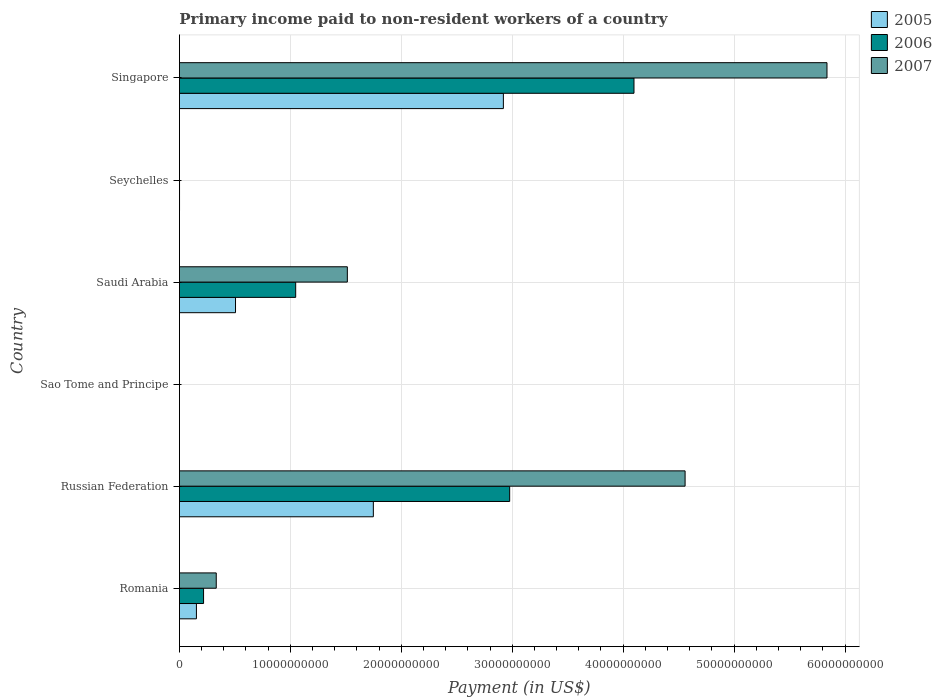 Primary income paid to non-resident workers of a country
2005
2006
2007
Singapore
Seychelles
Saudi Arabia
Sao Tome and Principe
Russian Federation
Romania
Country
0
10000000000
20000000000
30000000000
40000000000
50000000000
60000000000
Payment (in US$)